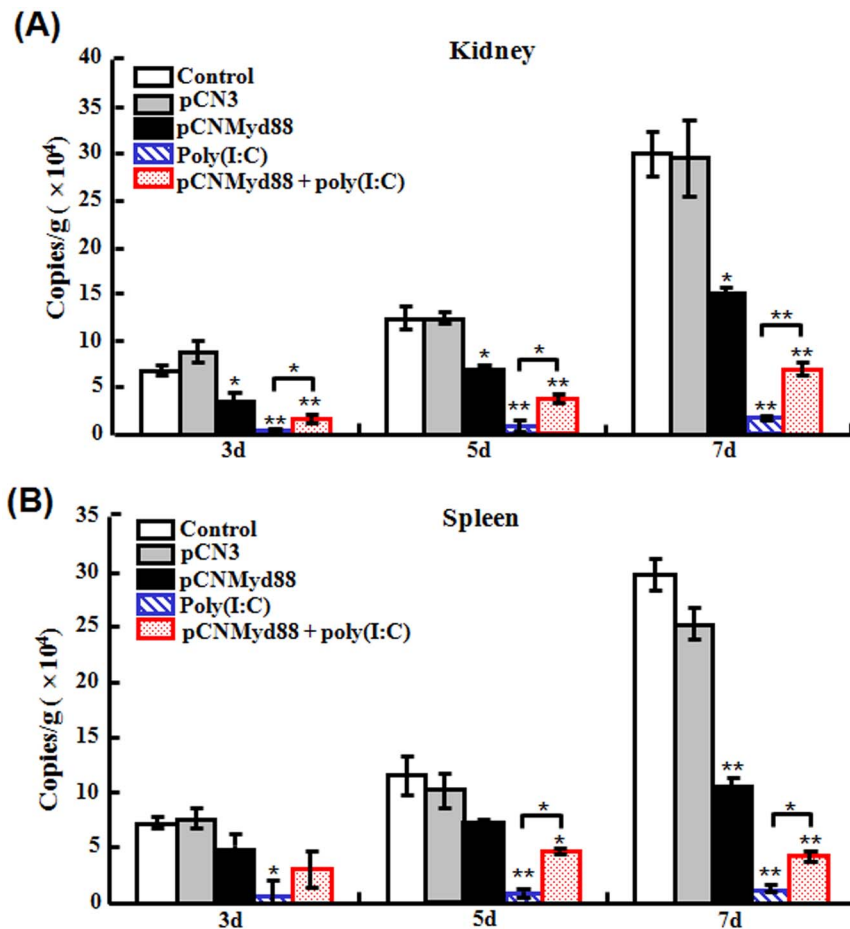 (A)
Kidney
Copies/g ( ×10⁴)
40
35
30
25
20
15
10
5
0
Control
pCN3
pCNMyd88
Poly(I:C)
pCNMyd88 + poly(I:C)
* ** * **
* ** * **
* ** ** **
3d 5d 7d
(B)
Spleen
Copies/g ( ×10⁴)
35
30
25
20
15
10
5
0
Control
pCN3
pCNMyd88
Poly(I:C)
pCNMyd88 + poly(I:C)
*
** * *
** ** * **
3d 5d 7d